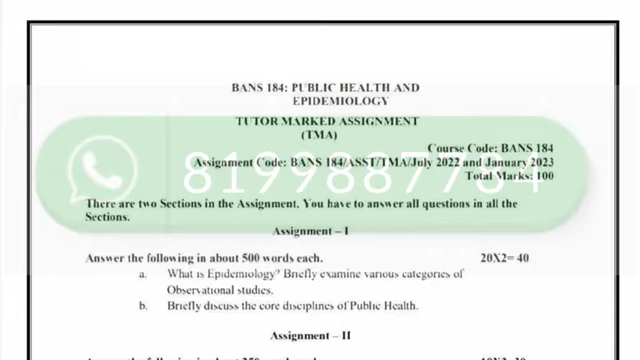 BANS 184: PUBLIC HEALTH AND
EPIDEMIOLOGY
TUTOR MARKED ASSIGNMENT
(TMA)
Course Code: BANS 184
Assignment Code: BANS 184/ASST/TMA/July 2022 and January 2023
8199887784
Total Marks: 100
There are two Sections in the Assignment. You have to answer all questions in all the
Sections.
Assignment – I
Answer the following in about 500 words each. 20X2= 40
a. What is Epidemiology? Briefly examine various categories of
Observational studies.
b. Briefly discuss the core disciplines of Public Health.
Assignment – II